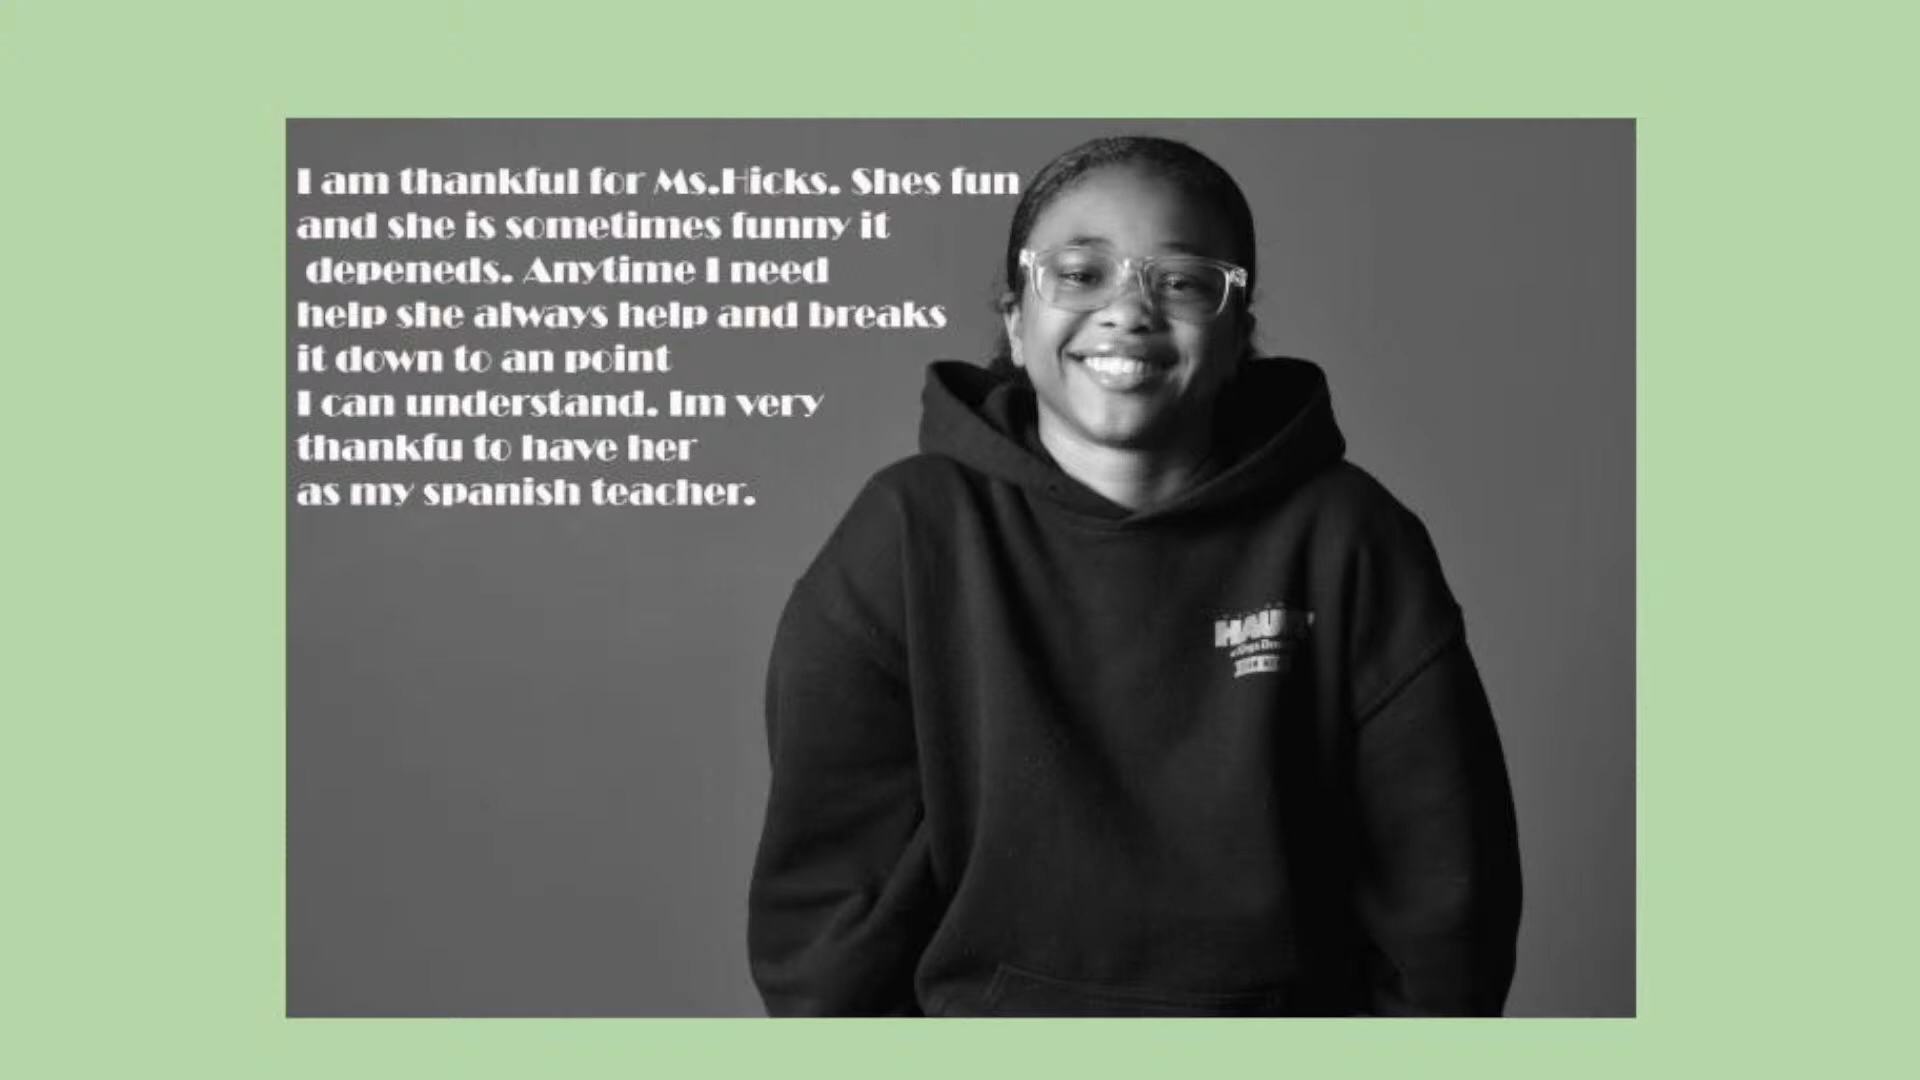 I am thankful for Ms.Hicks. Shes fun
and she is sometimes funny it
depeneds. Anytime I need
help she always help and breaks
it down to an point
I can understand. Im very
thankfu to have her
as my spanish teacher.